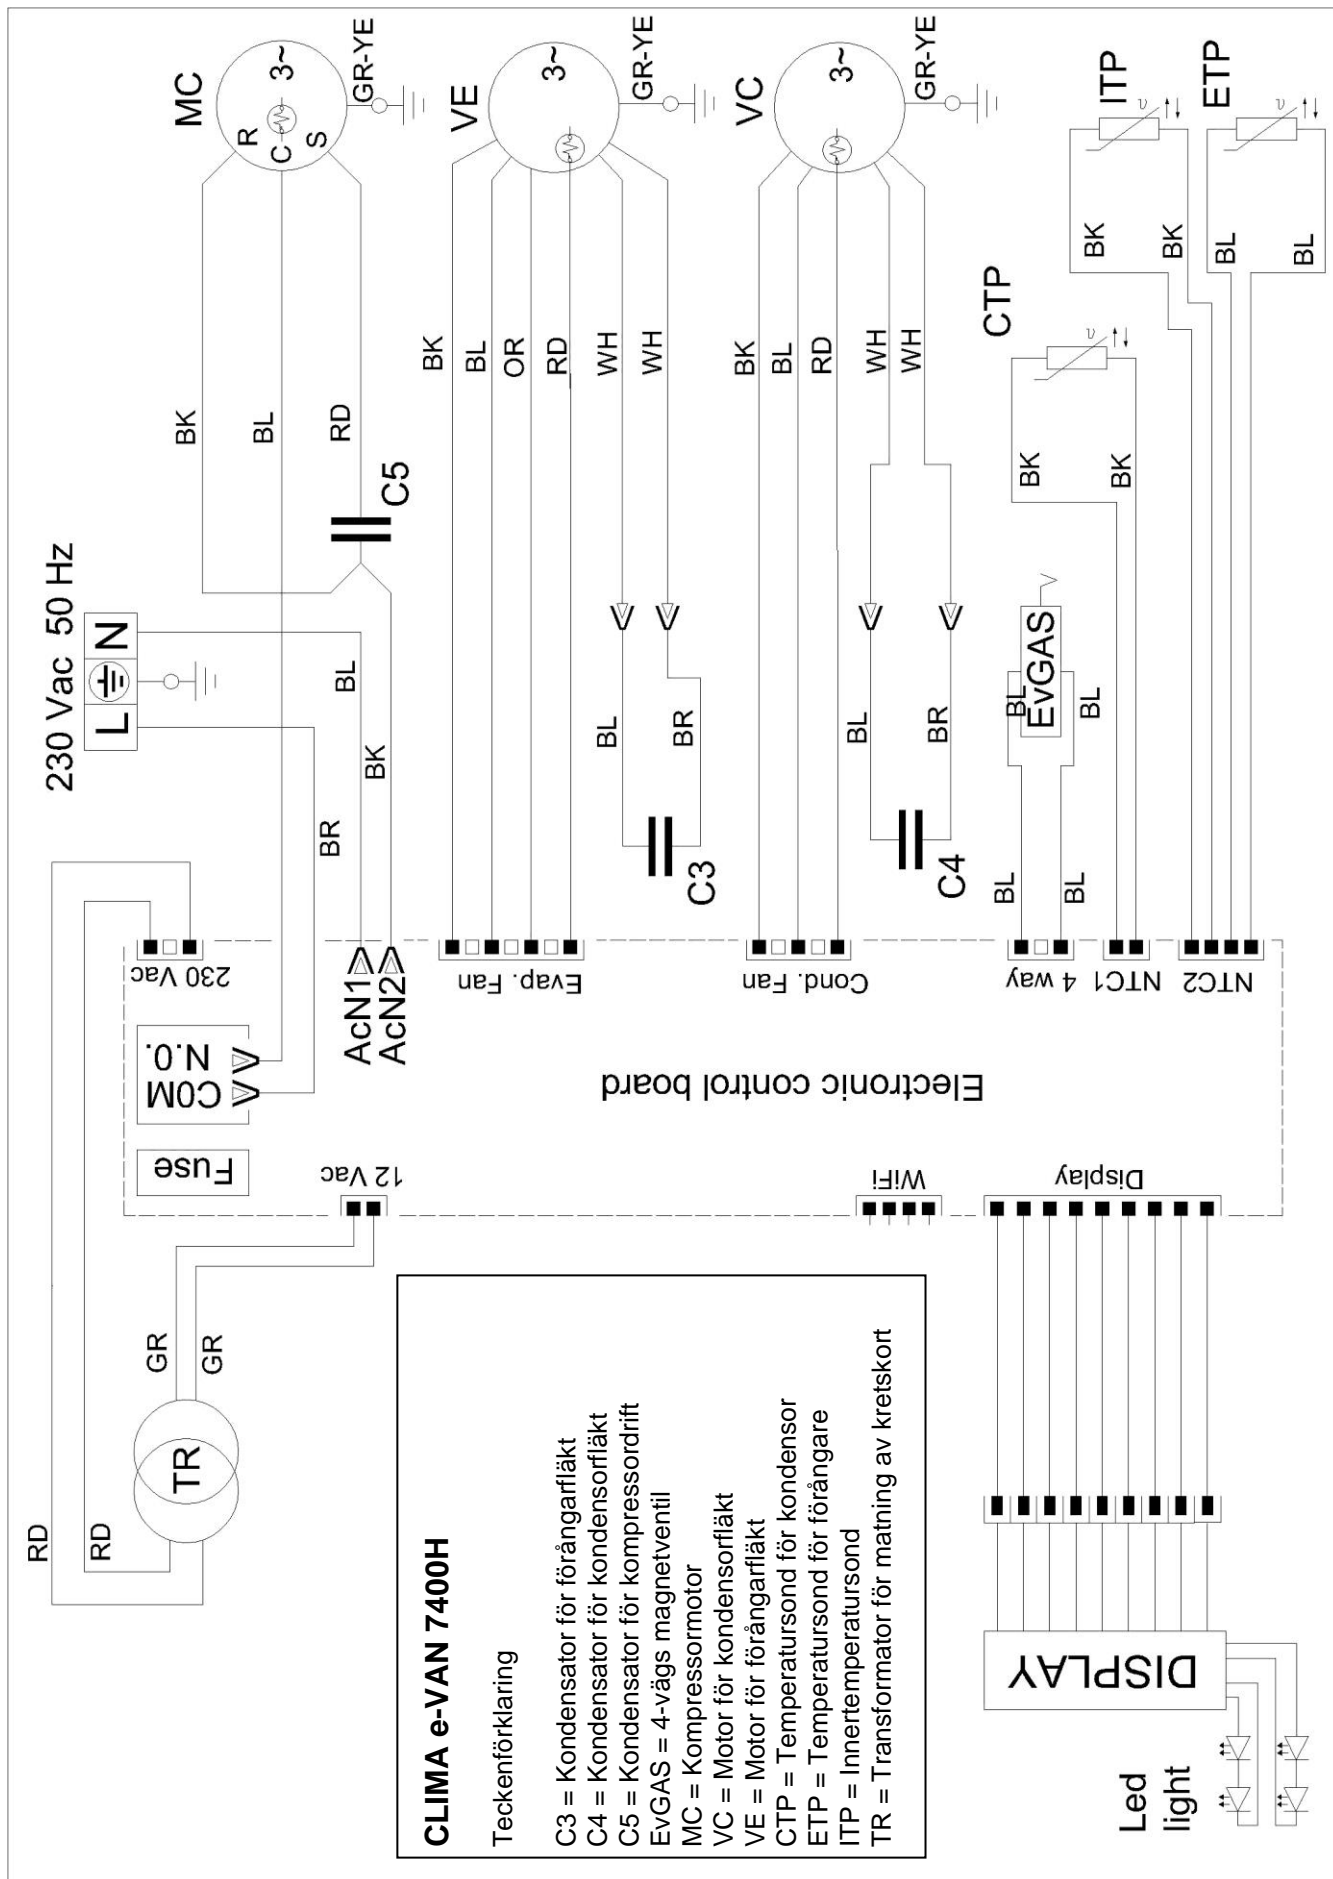 MC
R
C
S
3~
GR-YE
VE
3~
GR-YE
VC
3~
GR-YE
ITP
ETP
BK
BL
RD
C5
BK
BL
OR
RD
WH
WH
BK
BL
RD
WH
WH
CTP
BK
BK
BL
BL
BK
BK
230 Vac 50 Hz
L
N
BR
BL
BK
BL
BR
C3
BL
BR
C4
EvGAS
BL
BL
BL
BL
230 Vac
COM
N.O.
AcN1
AcN2
Evap. Fan
Cond. Fan
4 way
NTC1
NTC2
Electronic control board
Fuse
12 Vac
WiFi
Display
RD
RD
TR
GR
GR
CLIMA e-VAN 7400H
Teckenförklaring
C3 = Kondensator för förångarfläkt
C4 = Kondensator för kondensorfläkt
C5 = Kondensator för kompressordrift
EvGAS = 4-vägs magnetventil
MC = Kompressormotor
VC = Motor för kondensorfläkt
VE = Motor för förångarfläkt
CTP = Temperatursond för kondensor
ETP = Temperatursond för förångare
ITP = Innertemperatursond
TR = Transformator för matning av kretskort
DISPLAY
Led
light